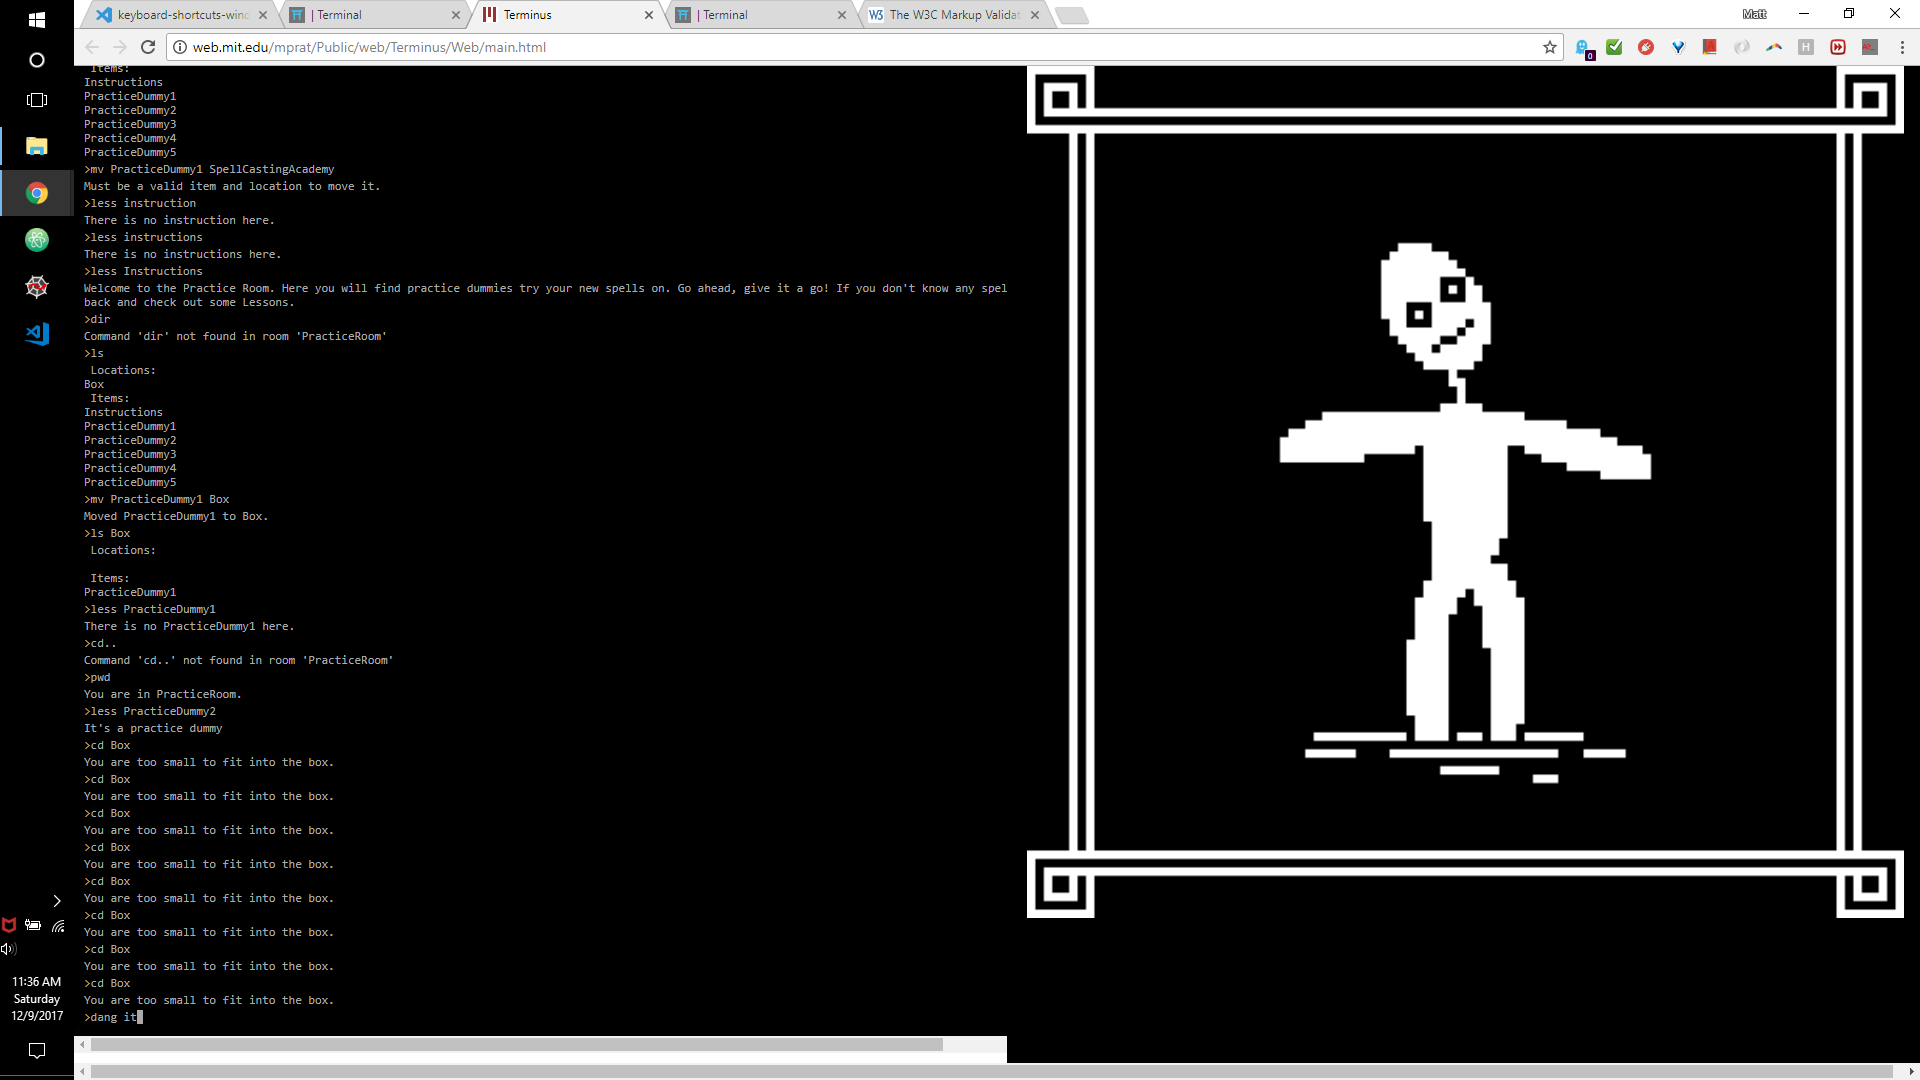 keyboard-shortcuts-winc
| Terminal
Terminus
| Terminal
W3 The W3C Markup Validat
Matt
web.mit.edu/mprat/Public/web/Terminus/Web/main.html
0
H
Items:
Instructions
PracticeDummy1
PracticeDummy2
PracticeDummy3
PracticeDummy4
PracticeDummy5
>mv PracticeDummy1 SpellCastingAcademy
Must be a valid item and location to move it.
>less instruction
There is no instruction here.
>less instructions
There is no instructions here.
>less Instructions
Welcome to the Practice Room. Here you will find practice dummies try your new spells on. Go ahead, give it a go! If you don't know any spel
back and check out some Lessons.
>dir
Command 'dir' not found in room 'PracticeRoom'
>ls
Locations:
Box
Items:
Instructions
PracticeDummy1
PracticeDummy2
PracticeDummy3
PracticeDummy4
PracticeDummy5
>mv PracticeDummy1 Box
Moved PracticeDummy1 to Box.
>ls Box
Locations:
Items:
PracticeDummy1
>less PracticeDummy1
There is no PracticeDummy1 here.
>cd..
Command 'cd..' not found in room 'PracticeRoom'
>pwd
You are in PracticeRoom.
>less PracticeDummy2
It's a practice dummy
>cd Box
You are too small to fit into the box.
>cd Box
You are too small to fit into the box.
>cd Box
You are too small to fit into the box.
>cd Box
You are too small to fit into the box.
>cd Box
You are too small to fit into the box.
>cd Box
You are too small to fit into the box.
>cd Box
You are too small to fit into the box.
>cd Box
You are too small to fit into the box.
>dang it
11:36 AM
Saturday
12/9/2017